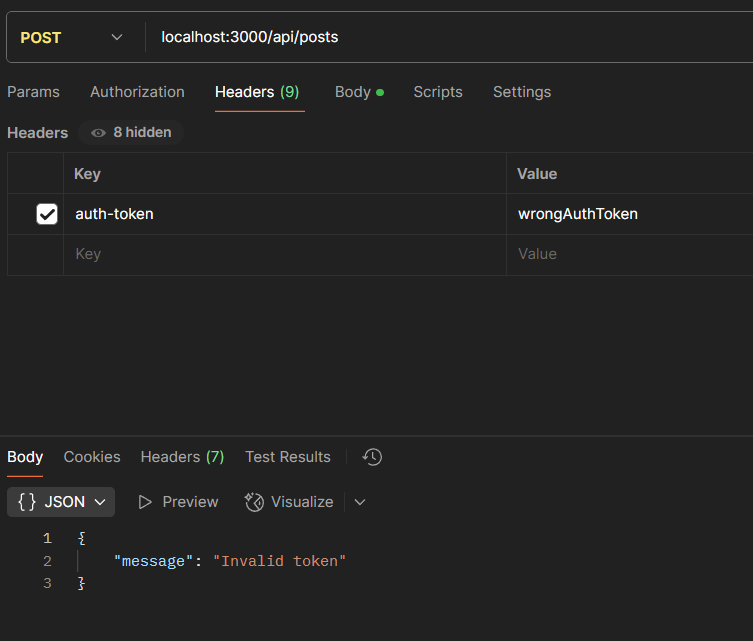 POST localhost:3000/api/posts
Params Authorization Headers (9) Body Scripts Settings
Headers 8 hidden
Key Value
auth-token wrongAuthToken
Key Value
Body Cookies Headers (7) Test Results
{ } JSON Preview Visualize
1 {
2 "message": "Invalid token"
3 }